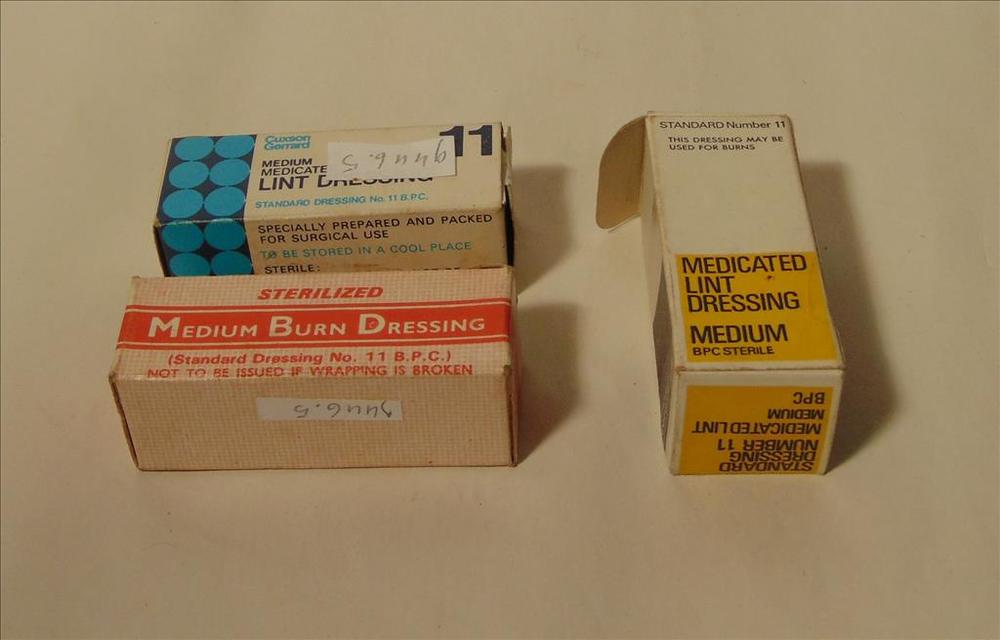 Cuxson
Gerrard
11
MEDIUM
MEDICATE
LINT DRESSING
STANDARD DRESSING No. 11 B.P.C.
SPECIALLY PREPARED AND PACKED
FOR SURGICAL USE
TO BE STORED IN A COOL PLACE
STERILE:
9446.5
STERILIZED
MEDIUM BURN DRESSING
(Standard Dressing No. 11 B.P.C.)
NOT TO BE ISSUED IF WRAPPING IS BROKEN
9446.5
STANDARD Number 11
THIS DRESSING MAY BE
USED FOR BURNS
MEDICATED
LINT
DRESSING
MEDIUM
BPC STERILE
STANDARD
DRESSING
NUMBER 11
MEDICATED LINT
MEDIUM
BPC